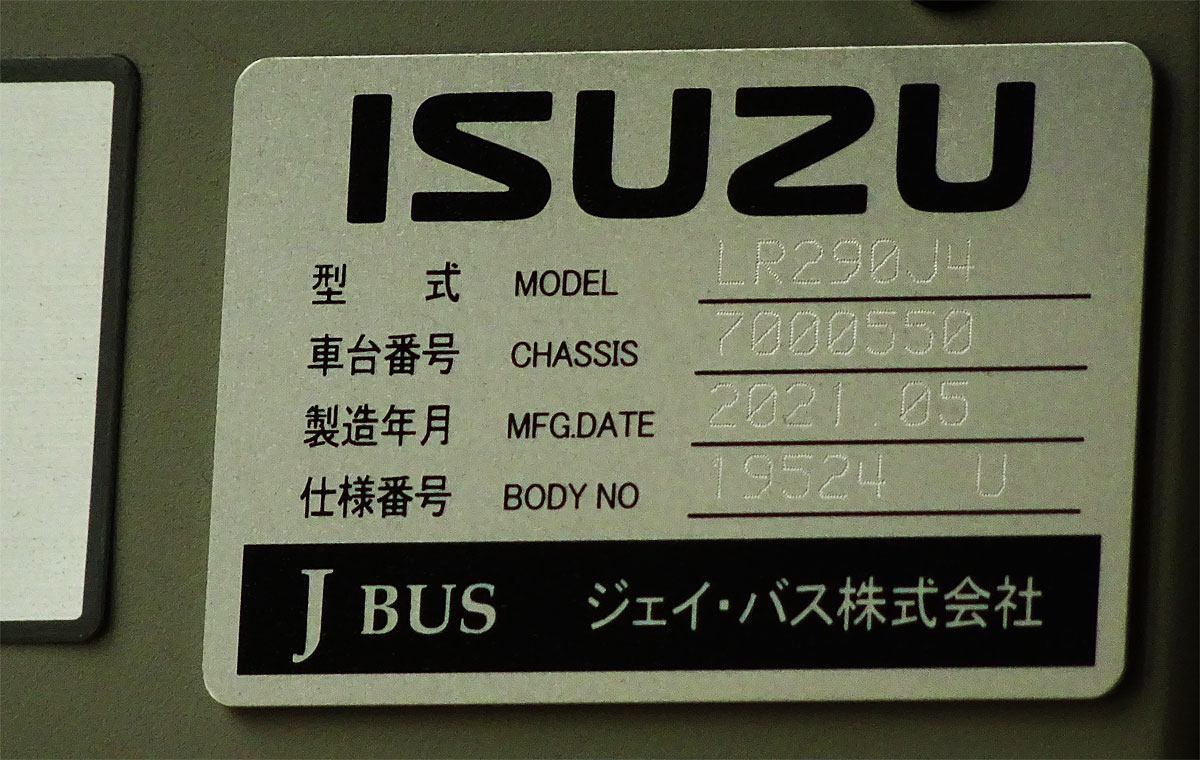 ISUZU
型 式 MODEL LR290J4
車台番号 CHASSIS 7000550
製造年月 MFG.DATE 2021.05
仕様番号 BODY NO 19524 U
J BUS ジェイ・バス株式会社